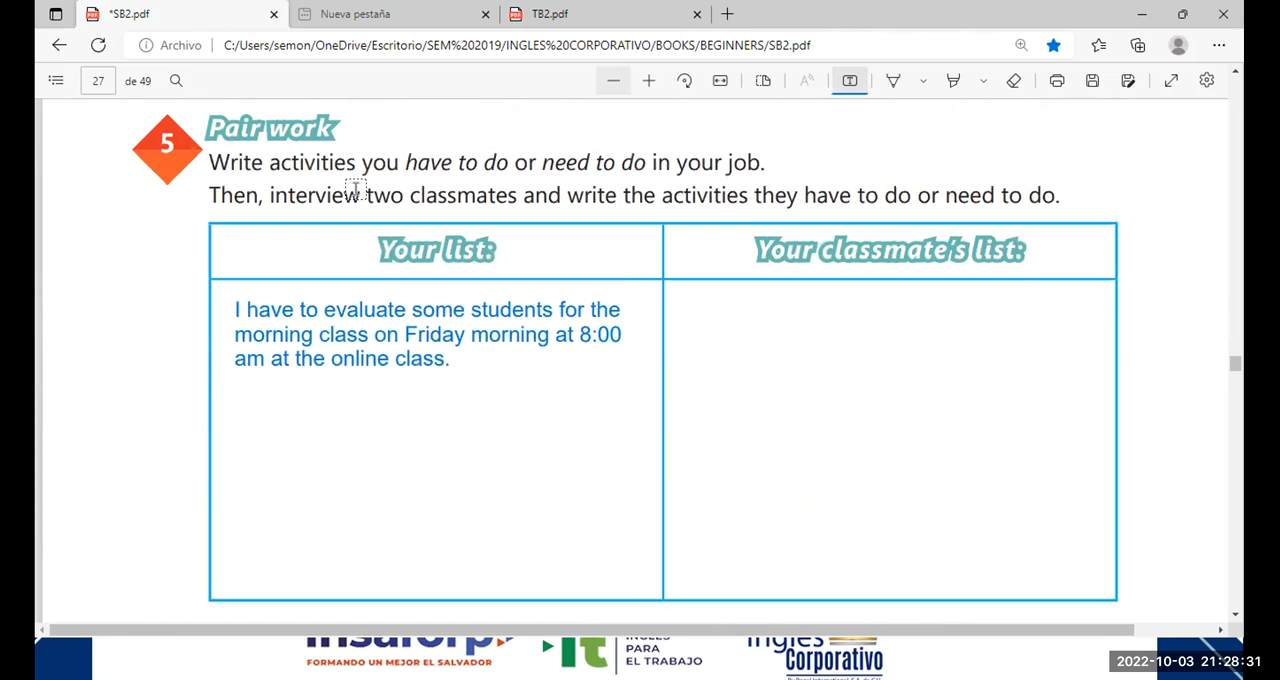 *SB2.pdf
Nueva pestaña
TB2.pdf
Archivo
C:/Users/semon/OneDrive/Escritorio/SEM%202019/INGLES%20CORPORATIVO/BOOKS/BEGINNERS/SB2.pdf
27
de 49
5
Pair work
Write activities you have to do or need to do in your job.
Then, interview two classmates and write the activities they have to do or need to do.
Your list:
Your classmate's list:
I have to evaluate some students for the
morning class on Friday morning at 8:00
am at the online class.
FORMANDO UN MEJOR EL SALVADOR
it
INGLÉS
PARA
EL TRABAJO
Inglés
Corporativo
2022-10-03 21:28:31